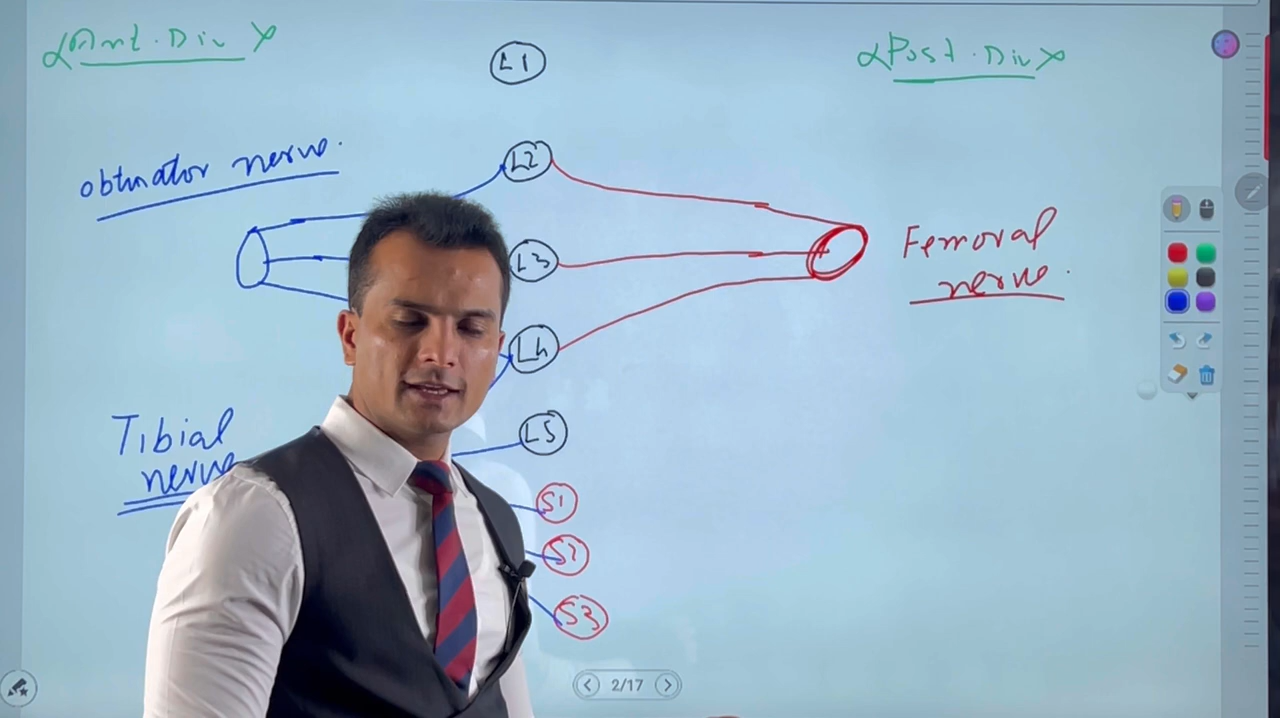 <Ant. Div>
<Post. Div>
L1
L2
L3
L4
L5
S1
S2
S3
obturator nerve.
Femoral
nerve.
Tibial
nerve
2/17